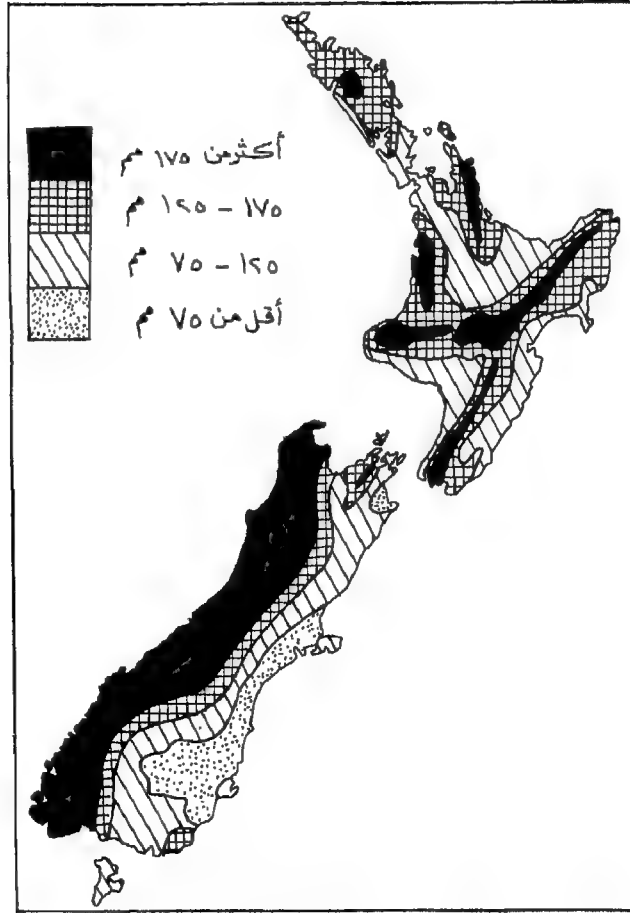 أكثر من ١٧٥ مم
١٧٥ – ١٢٥ مم
١٢٥ – ٧٥ مم
أقل من ٧٥ مم